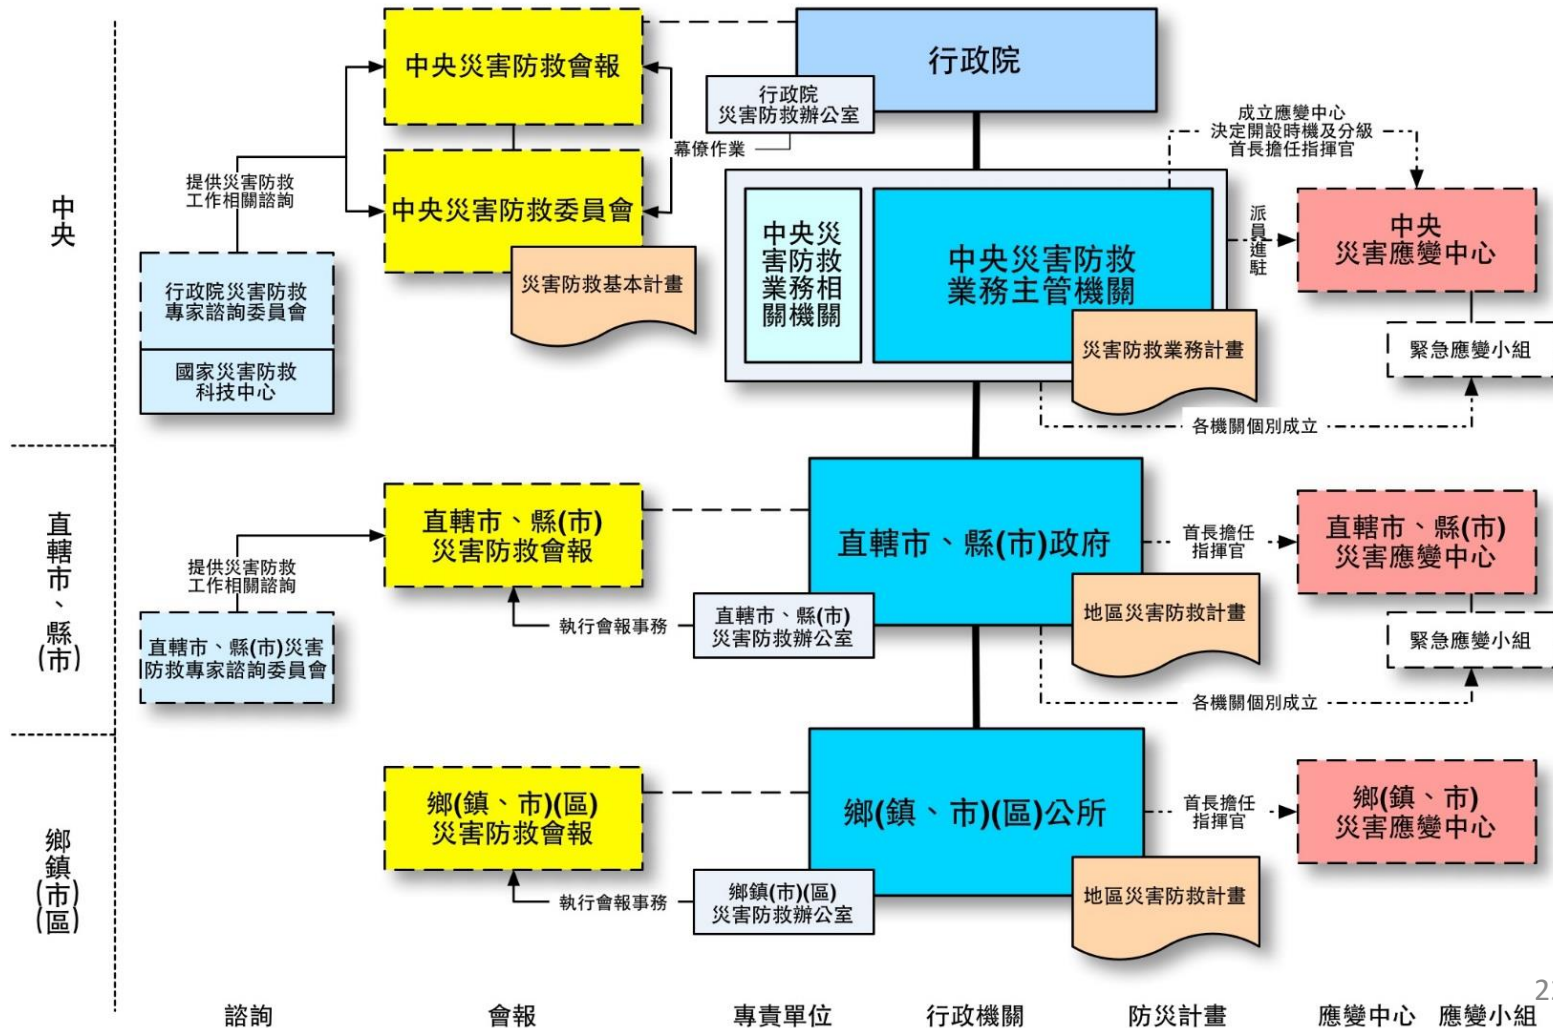 中央災害防救會報
行政院
行政院
災害防救辦公室
幕僚作業
成立應變中心
決定開設時機及分級
首長擔任指揮官
提供災害防救
工作相關諮詢
中央
中央災害防救委員會
災害防救基本計畫
中央災
害防救
業務相
關機關
中央災害防救
業務主管機關
派員進駐
中央
災害應變中心
行政院災害防救
專家諮詢委員會
國家災害防救
科技中心
災害防救業務計畫
緊急應變小組
各機關個別成立
直轄市、縣(市)
直轄市、縣(市)
災害防救會報
直轄市、縣(市)政府
首長擔任
指揮官
直轄市、縣(市)
災害應變中心
提供災害防救
工作相關諮詢
直轄市、縣(市)災害
防救專家諮詢委員會
執行會報事務
直轄市、縣(市)
災害防救辦公室
地區災害防救計畫
緊急應變小組
各機關個別成立
鄉鎮(市)(區)
鄉(鎮、市)(區)
災害防救會報
鄉(鎮、市)(區)公所
首長擔任
指揮官
鄉(鎮、市)
災害應變中心
執行會報事務
鄉鎮(市)(區)
災害防救辦公室
地區災害防救計畫
諮詢
會報
專責單位
行政機關
防災計畫
應變中心
應變小組